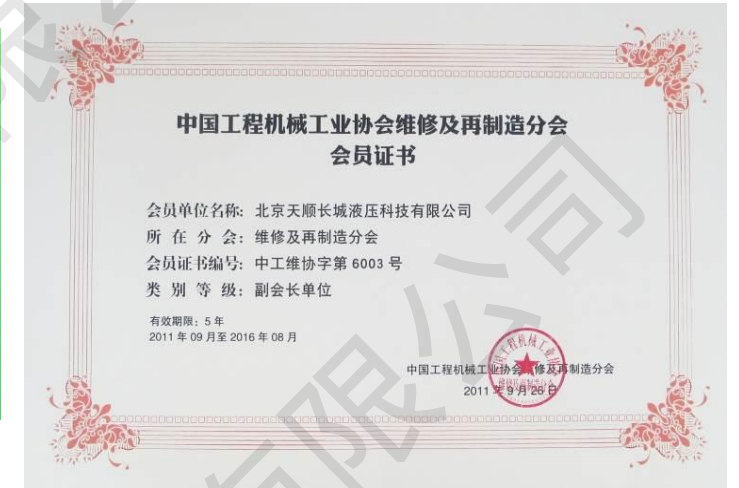 中国工程机械工业协会维修及再制造分会
会员证书
会员单位名称: 北京天顺长城液压科技有限公司
所 在 分 会: 维修及再制造分会
会员证书编号: 中工维协字第 6003 号
类 别 等 级: 副会长单位
有效期限: 5 年
2011 年 09 月至 2016 年 08 月
中国工程机械工业协会维修及再制造分会
2011 年 9 月 26 日
有限公司